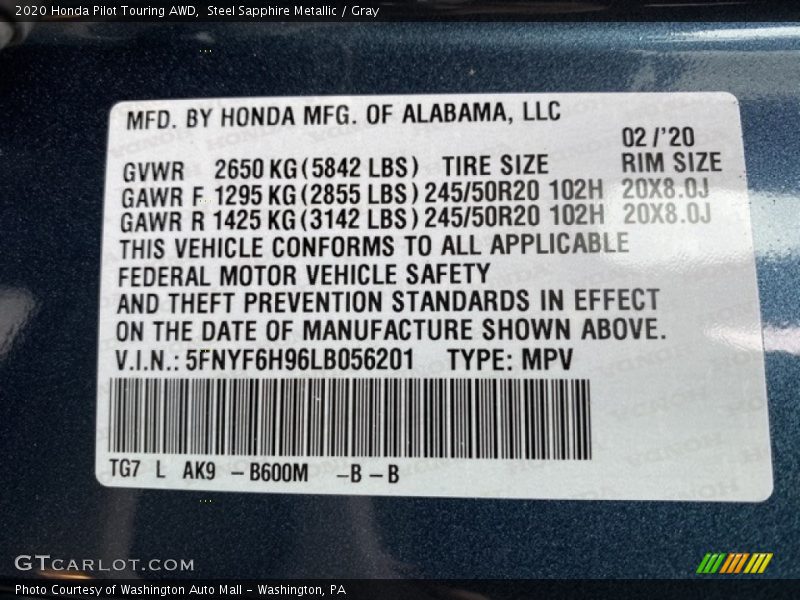 2020 Honda Pilot Touring AWD,  Steel Sapphire Metallic / Gray
MFD. BY HONDA MFG. OF ALABAMA, LLC
02/'20
GVWR 2650 KG (5842 LBS) TIRE SIZE RIM SIZE
GAWR F 1295 KG (2855 LBS) 245/50R20 102H 20X8.0J
GAWR R 1425 KG (3142 LBS) 245/50R20 102H 20X8.0J
THIS VEHICLE CONFORMS TO ALL APPLICABLE
FEDERAL MOTOR VEHICLE SAFETY
AND THEFT PREVENTION STANDARDS IN EFFECT
ON THE DATE OF MANUFACTURE SHOWN ABOVE.
V.I.N.: 5FNYF6H96LB056201 TYPE: MPV
TG7 L AK9 – B600M –B – B
GTCARLOT.COM
Photo Courtesy of Washington Auto Mall - Washington, PA